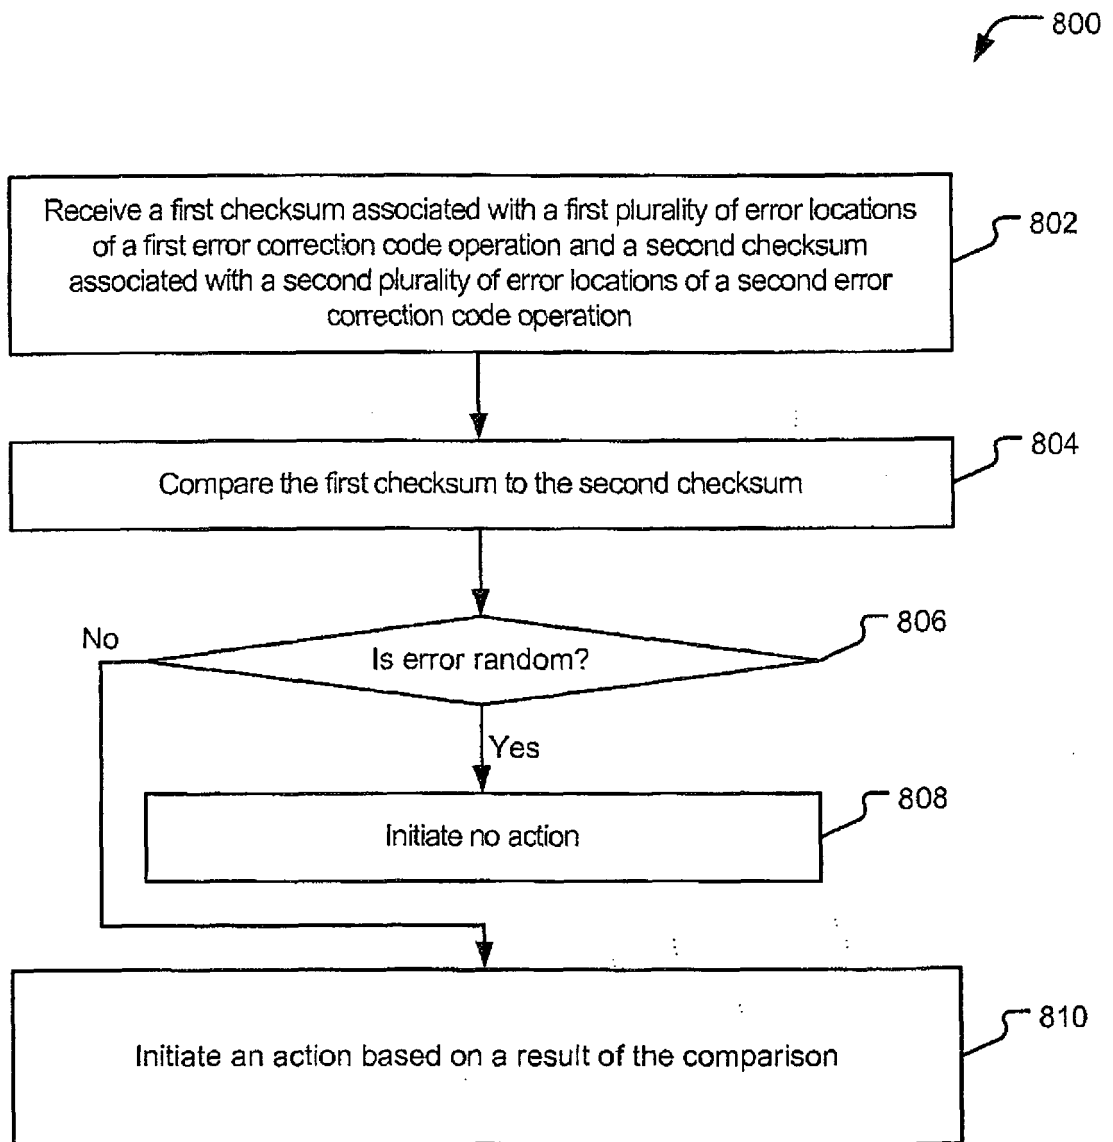 800
Receive a first checksum associated with a first plurality of error locations
of a first error correction code operation and a second checksum
associated with a second plurality of error locations of a second error
correction code operation
802
Compare the first checksum to the second checksum
804
Is error random?
806
No
Yes
Initiate no action
808
Initiate an action based on a result of the comparison
810